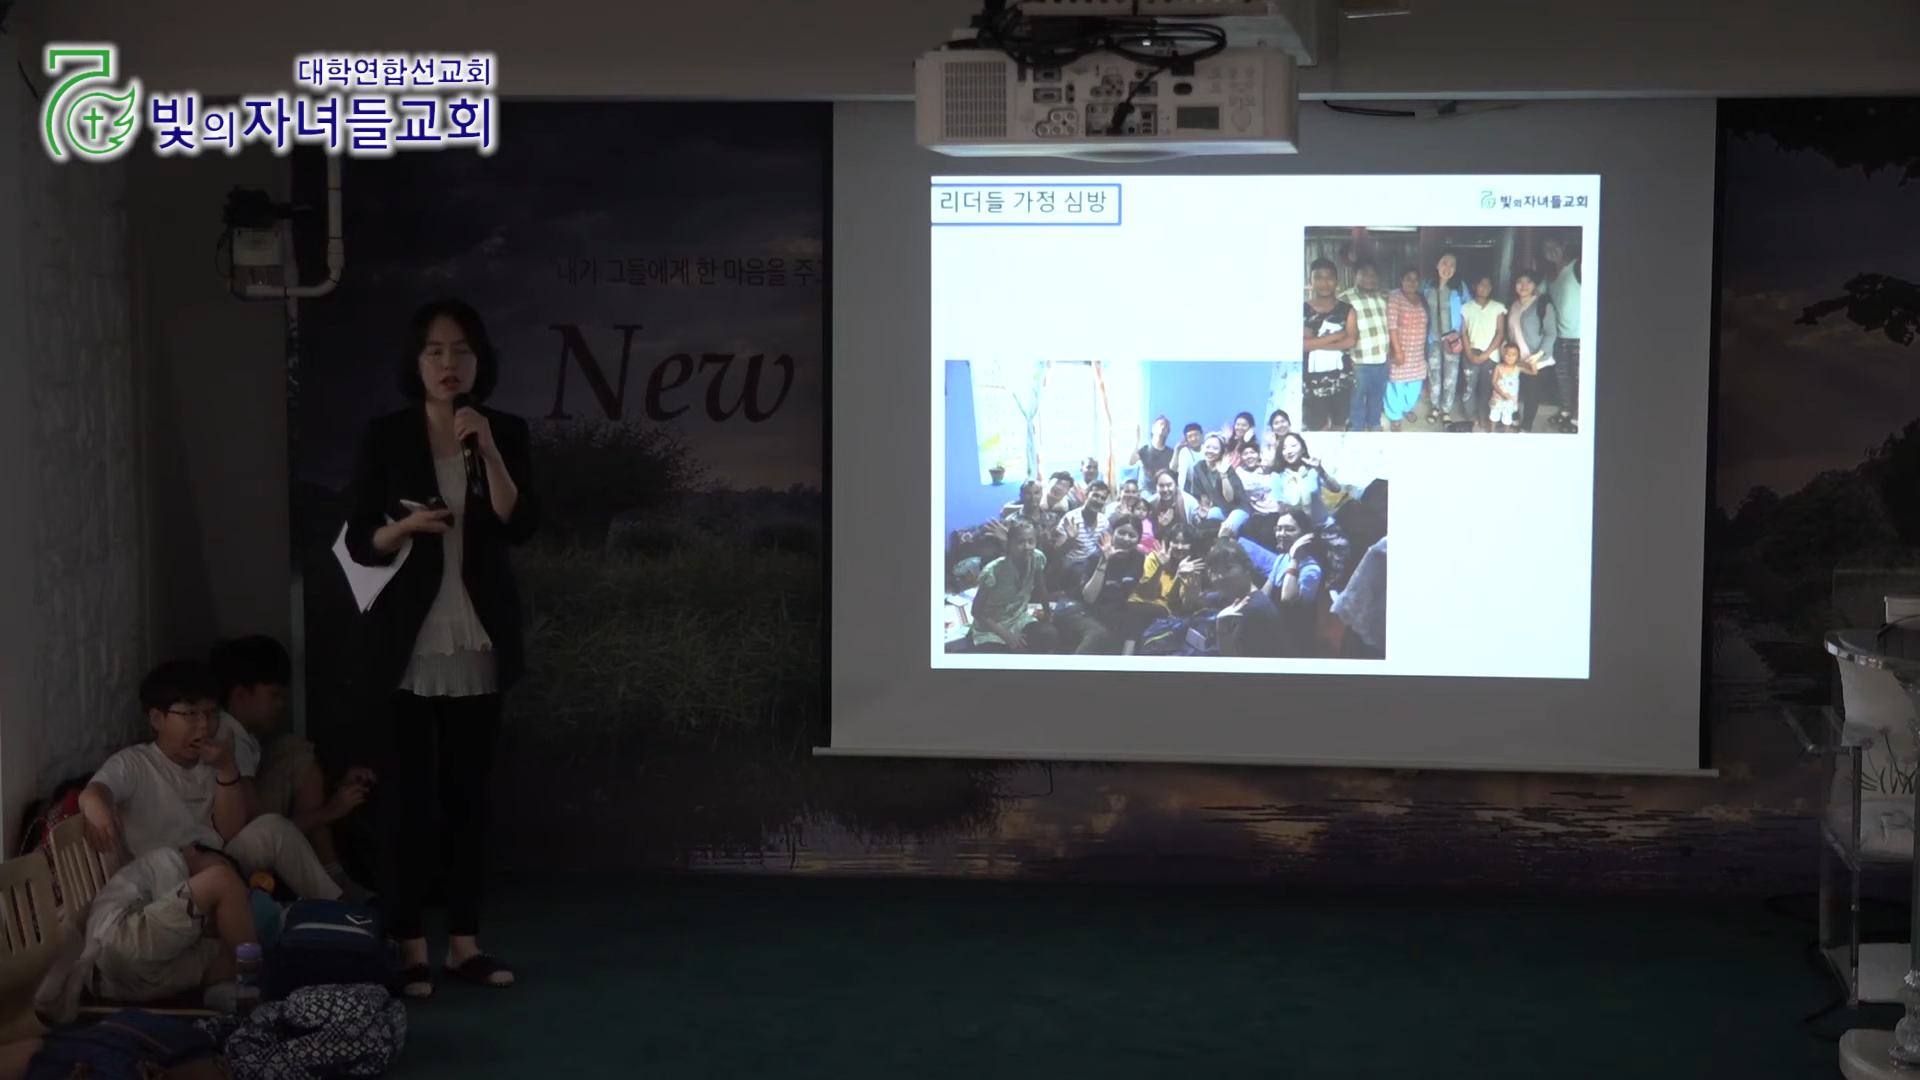 대학연합선교회
빛의자녀들교회
리더들 가정 심방
빛의자녀들교회
내가 그들에게 한 마음을 주
New